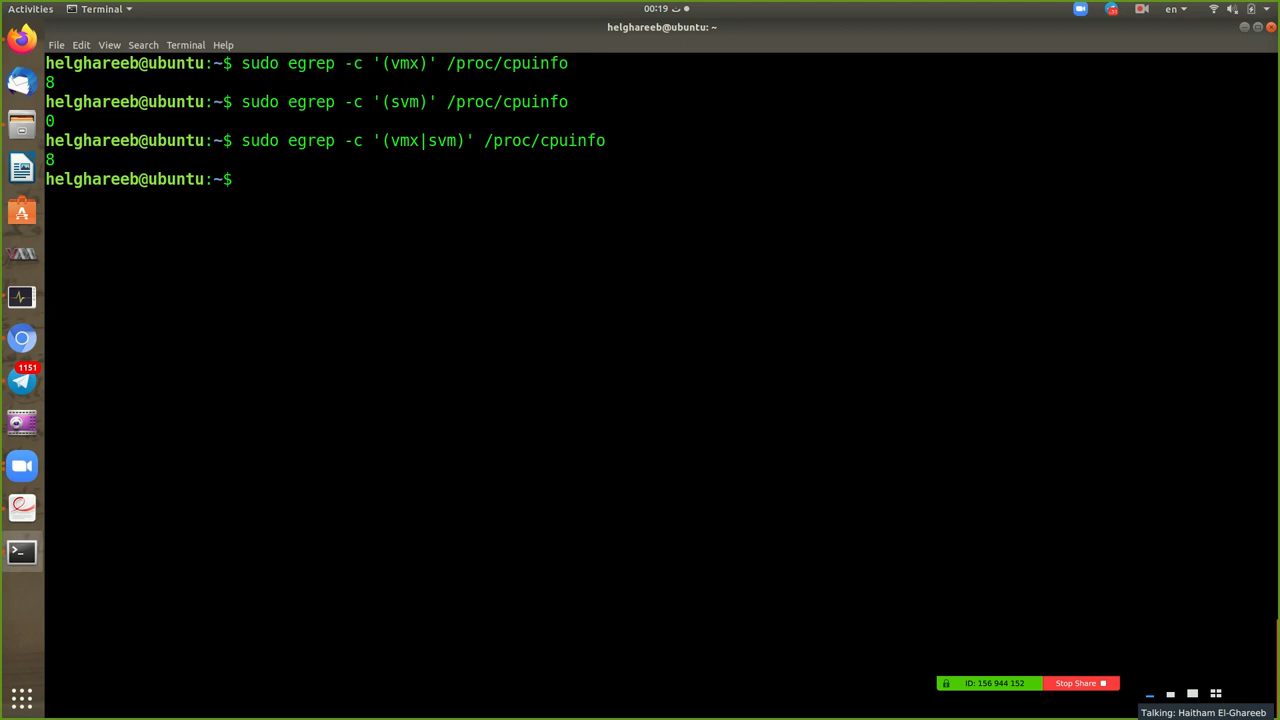 Activities Terminal 00:19 ت en
helghareeb@ubuntu: ~
File Edit View Search Terminal Help
helghareeb@ubuntu:~$ sudo egrep -c '(vmx)' /proc/cpuinfo
8
helghareeb@ubuntu:~$ sudo egrep -c '(svm)' /proc/cpuinfo
0
helghareeb@ubuntu:~$ sudo egrep -c '(vmx|svm)' /proc/cpuinfo
8
helghareeb@ubuntu:~$
1151
ID: 156 944 152 Stop Share
Talking: Haitham El-Ghareeb